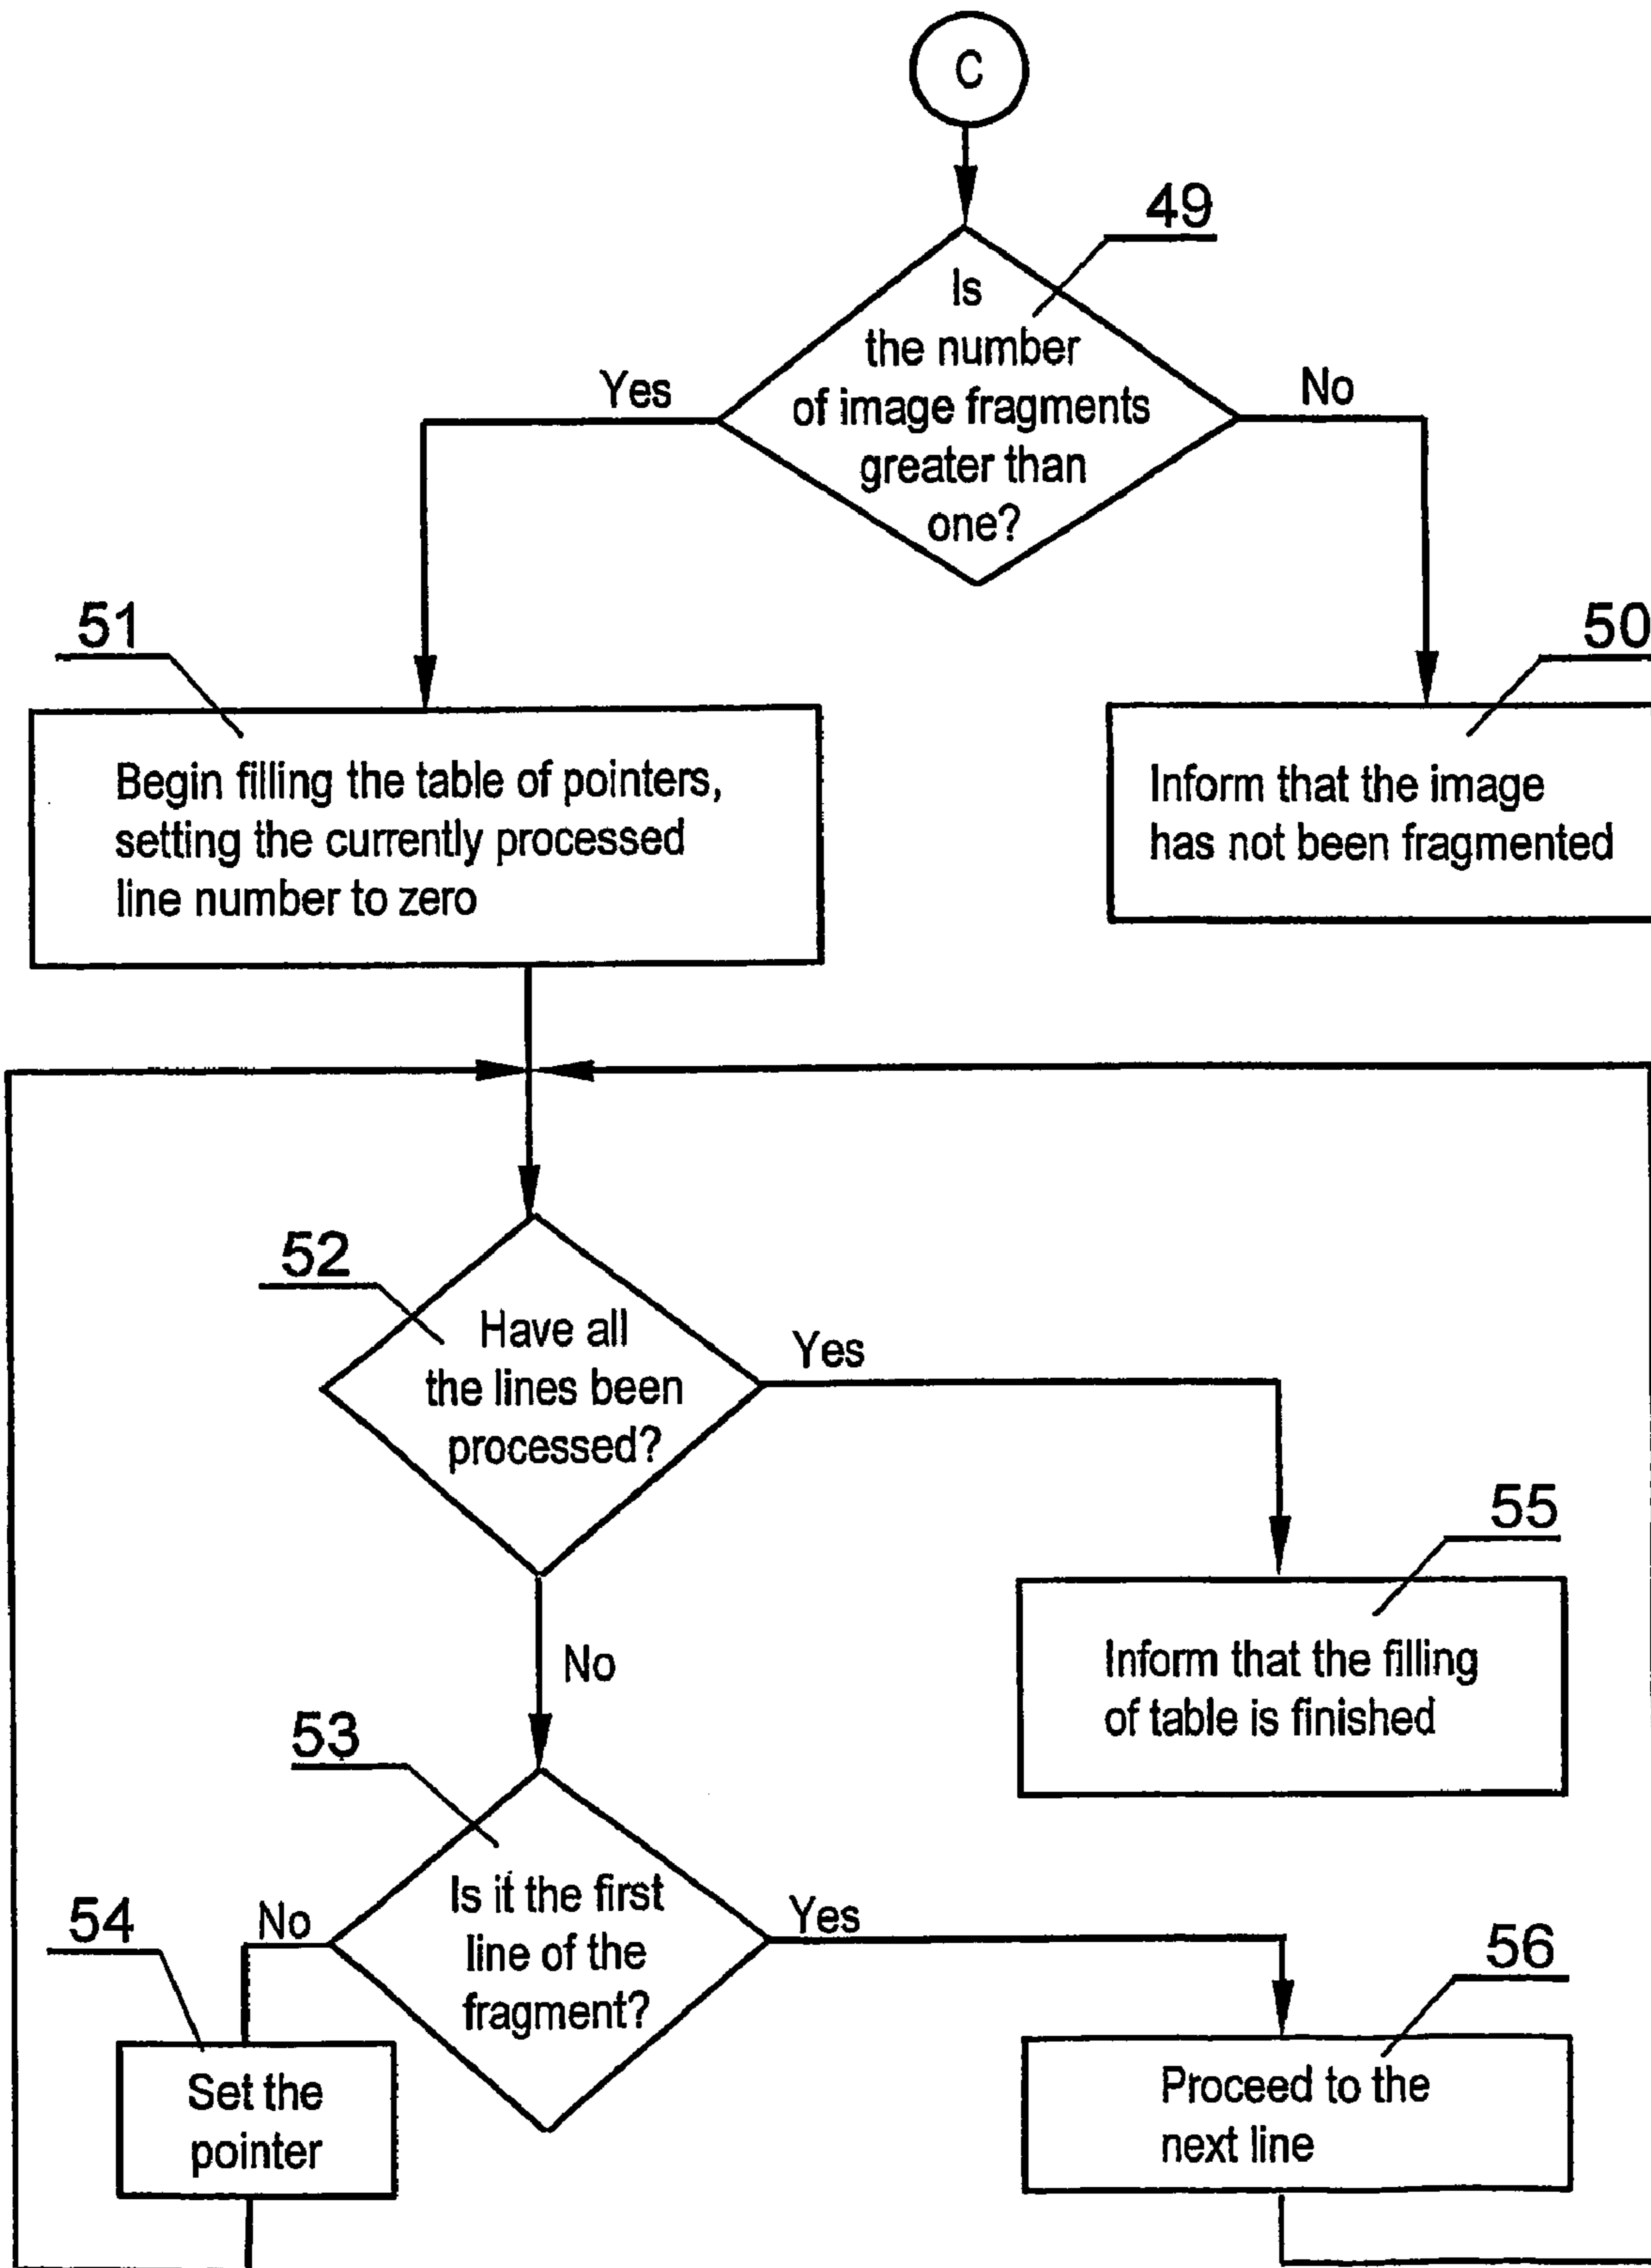 C
49
Is
the number
of image fragments
greater than
one?
Yes
No
51
50
Begin filling the table of pointers,
setting the currently processed
line number to zero
Inform that the image
has not been fragmented
52
Have all
the lines been
processed?
Yes
No
55
Inform that the filling
of table is finished
53
Is it the first
line of the
fragment?
No
Yes
54
Set the
pointer
56
Proceed to the
next line